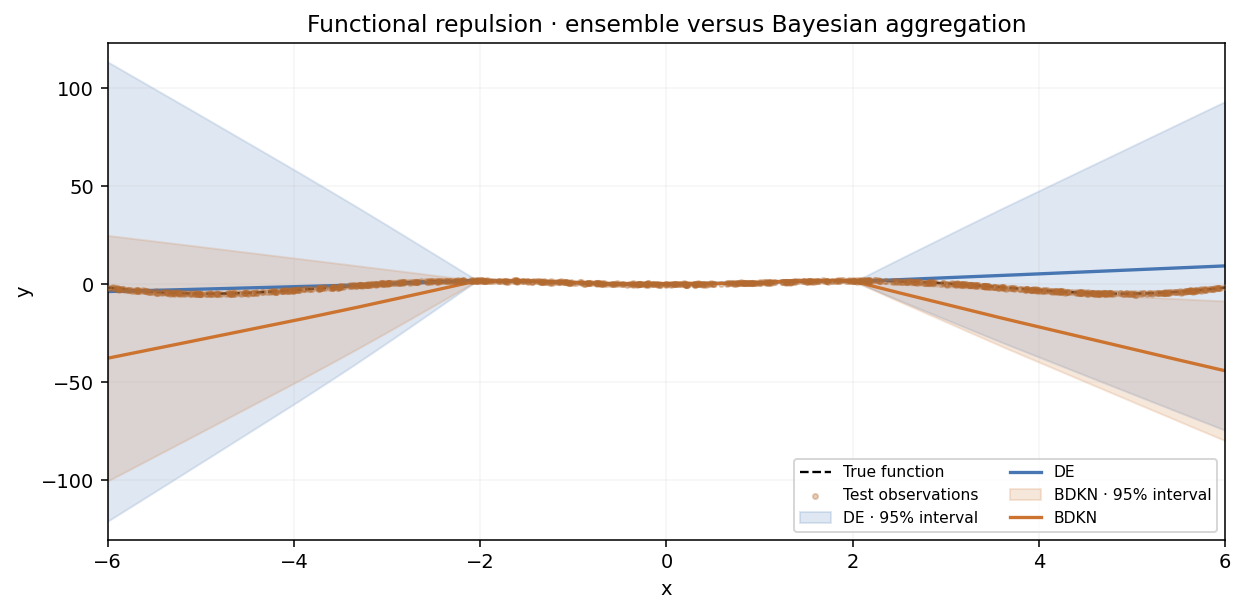 Functional repulsion · ensemble versus Bayesian aggregation
100
50
0
−50
−100
y
−6
−4
−2
0
2
4
6
x
True function
Test observations
DE · 95% interval
DE
BDKN · 95% interval
BDKN